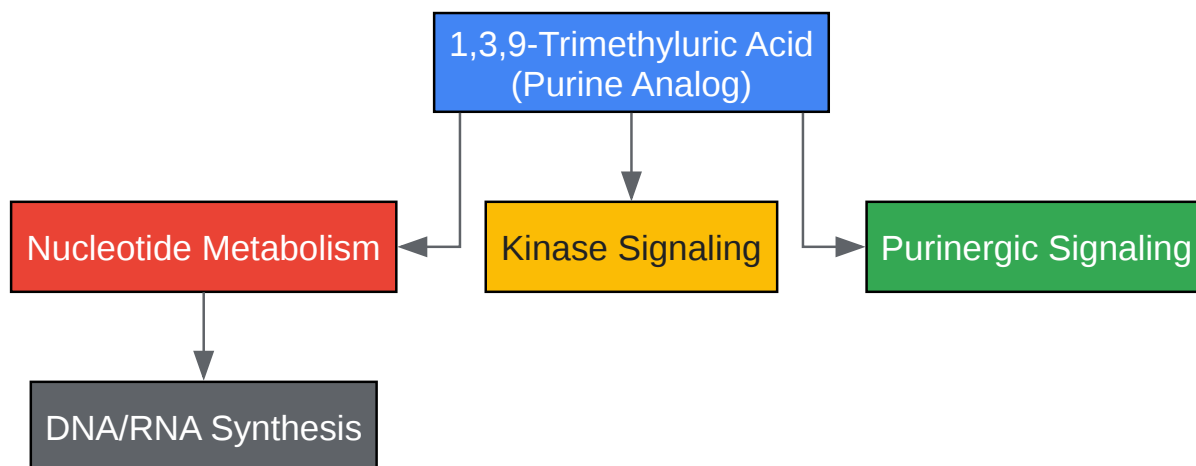 1,3,9-Trimethyluric Acid
(Purine Analog)
Nucleotide Metabolism
Kinase Signaling
Purinergic Signaling
DNA/RNA Synthesis